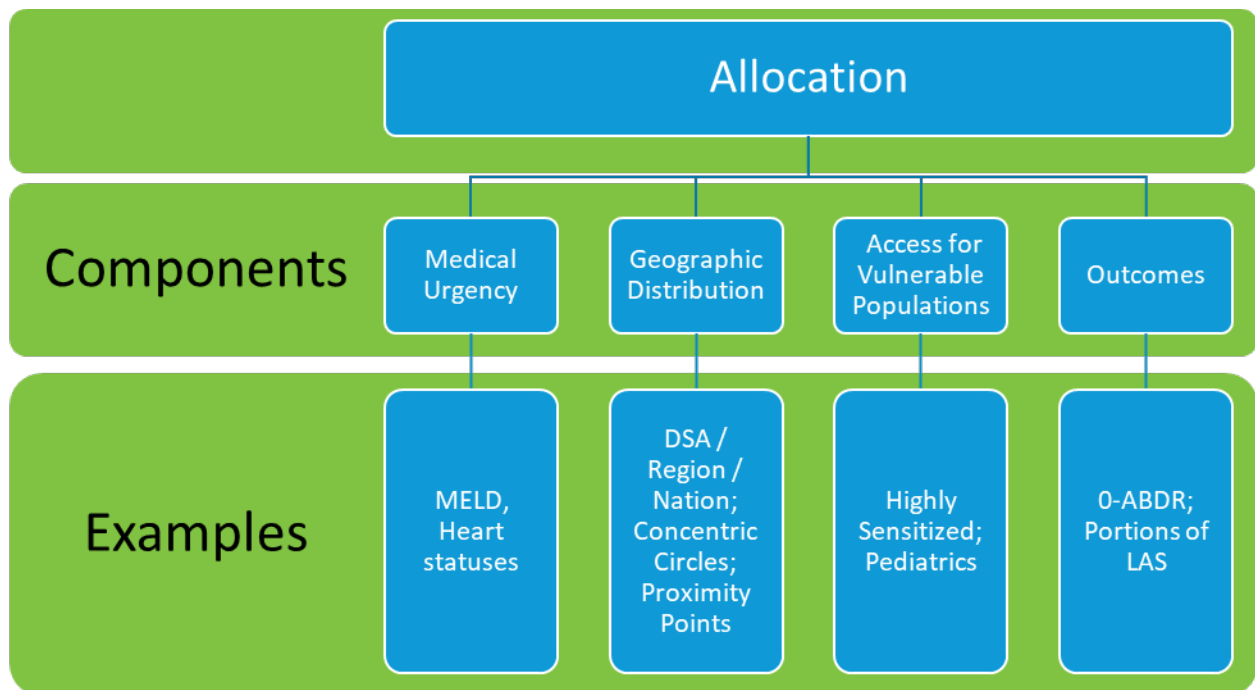 Allocation
Components
Medical
Urgency
Geographic
Distribution
Access for
Vulnerable
Populations
Outcomes
Examples
MELD,
Heart
statuses
DSA /
Region /
Nation;
Concentric
Circles;
Proximity
Points
Highly
Sensitized;
Pediatrics
0-ABDR;
Portions of
LAS